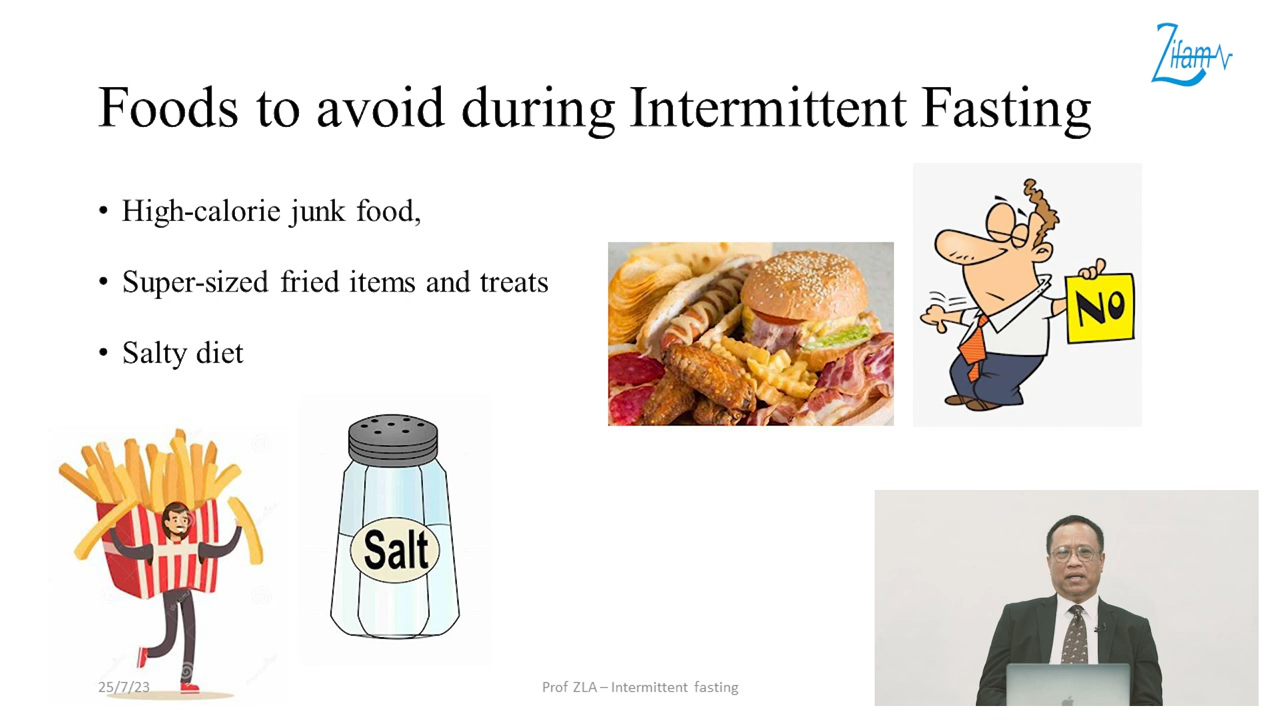 Zifam
Foods to avoid during Intermittent Fasting
• High-calorie junk food,
• Super-sized fried items and treats
• Salty diet
No
Salt
25/7/23
Prof ZLA – Intermittent fasting